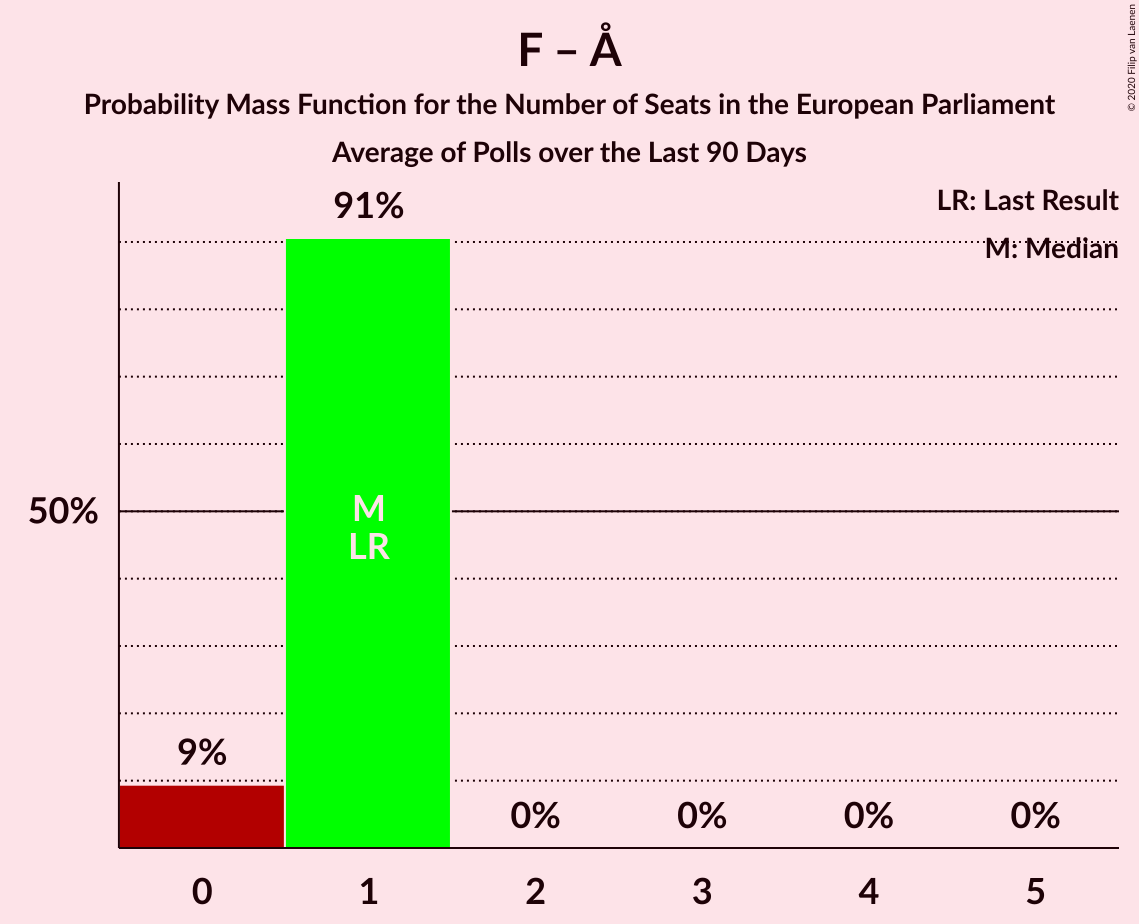 F – Å
Probability Mass Function for the Number of Seats in the European Parliament
Average of Polls over the Last 90 Days
© 2020 Filip van Laenen
LR: Last Result
M: Median
91%
50%
M
LR
9%
0%
0%
0%
0%
0
1
2
3
4
5